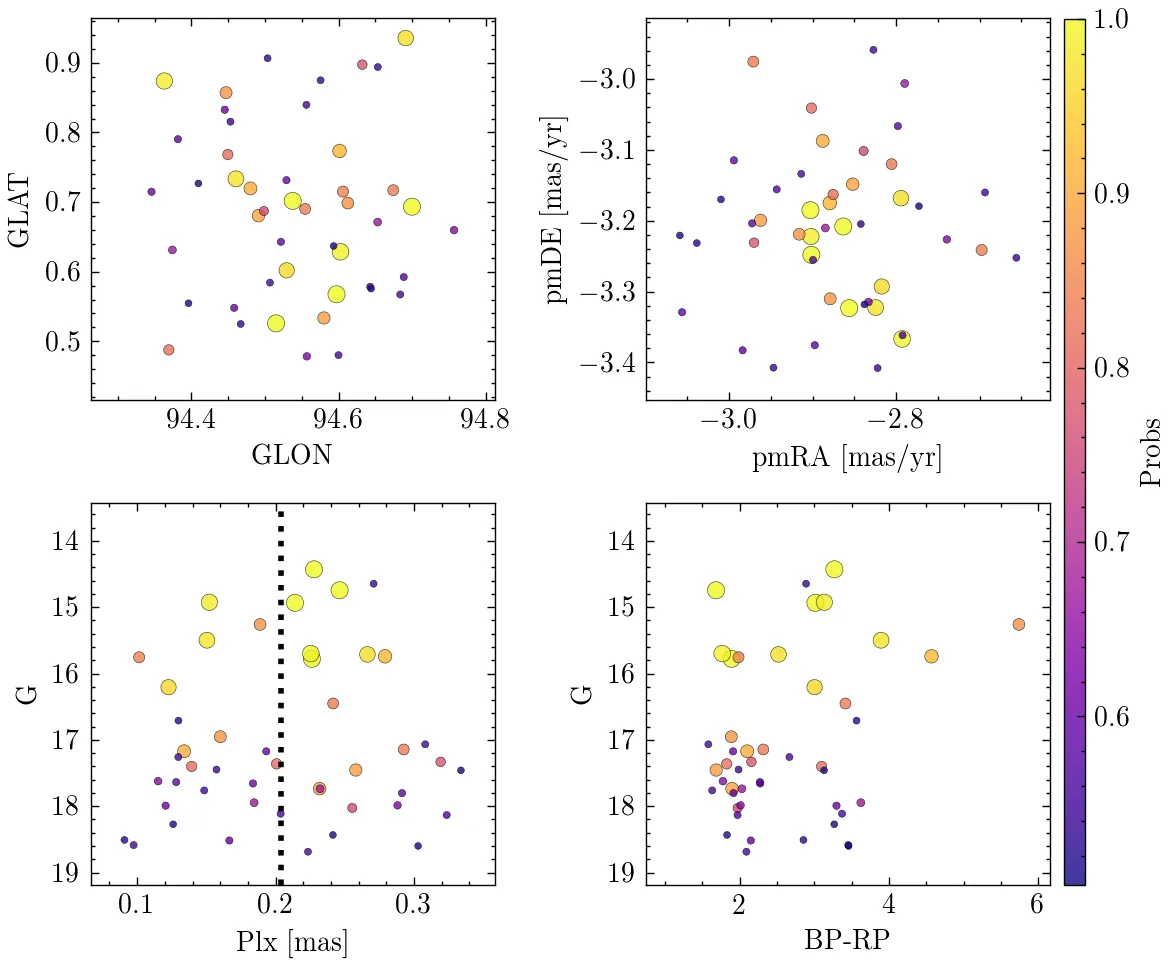 0.9
0.8
0.7
0.6
0.5
GLAT
94.4 94.6 94.8
GLON
−3.0
−3.1
−3.2
−3.3
−3.4
pmDE [mas/yr]
−3.0 −2.8
pmRA [mas/yr]
1.0
0.9
0.8
0.7
0.6
Probs
14
15
16
17
18
19
G
0.1 0.2 0.3
Plx [mas]
14
15
16
17
18
19
G
2 4 6
BP-RP